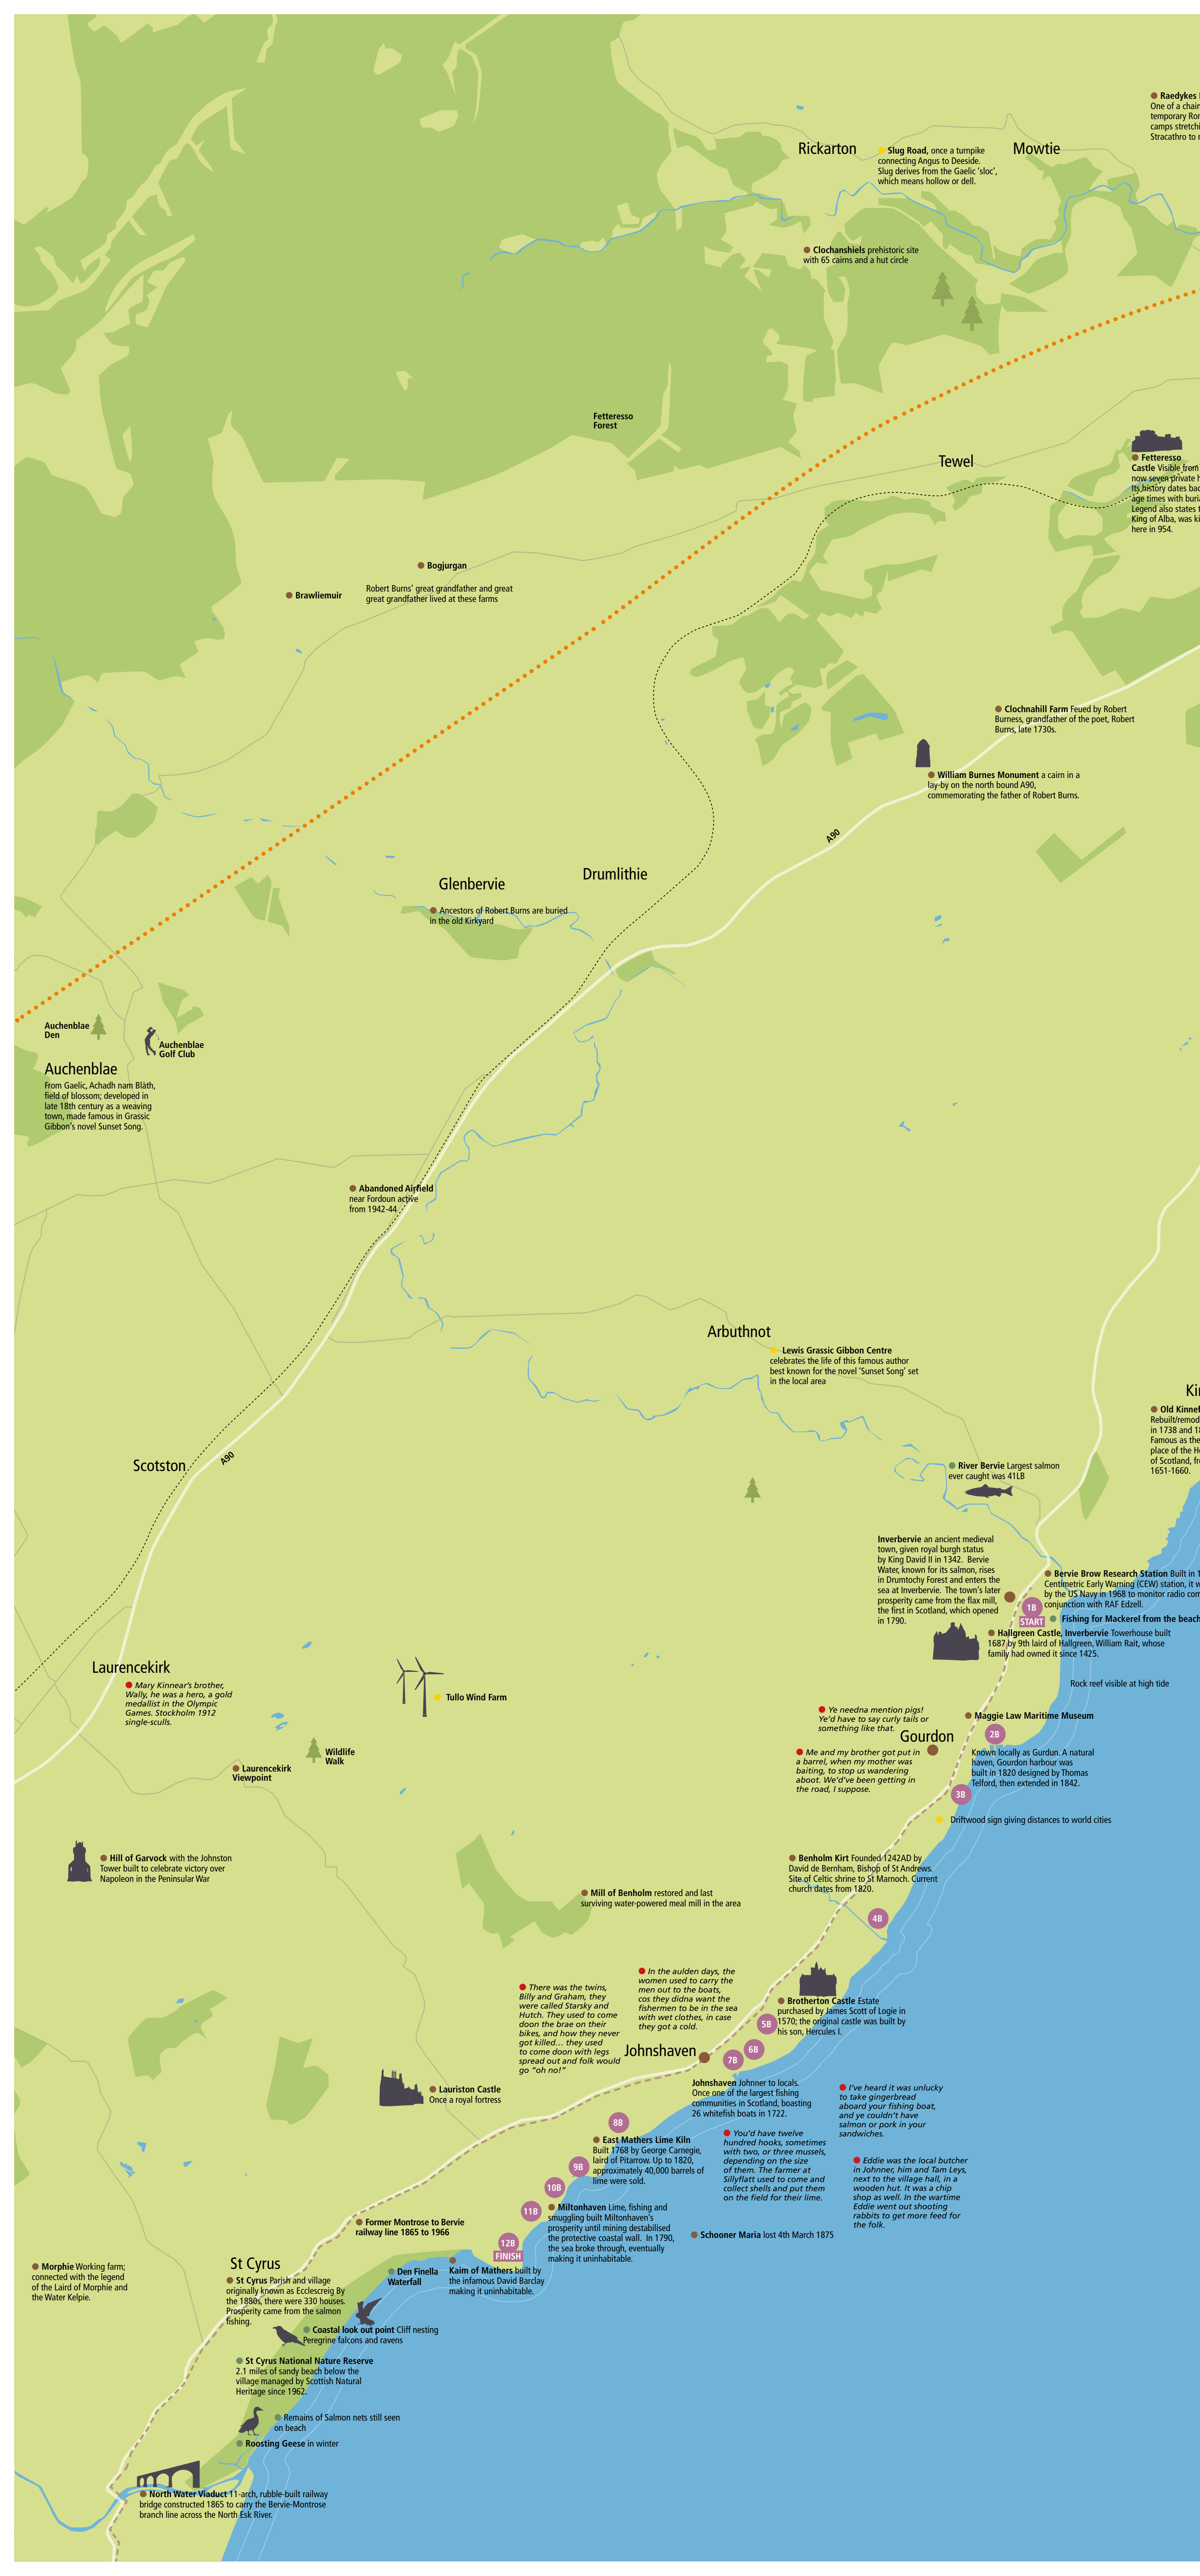 Raedykes
One of a chain
temporary Ro
camps stretch
Stracathro to
Rickarton
Slug Road, once a turnpike
connecting Angus to Deeside.
Slug derives from the Gaelic 'sloc',
which means hollow or dell.
Mowtie
Clochanshiels prehistoric site
with 65 cairns and a hut circle
Fetteresso
Forest
Tewel
Fetteresso
Castle Visible from
now seven private h
Its history dates bac
age times with buri
Legend also states t
King of Alba, was ki
here in 954.
Bogjurgan
Brawliemuir
Robert Burns' great grandfather and great
great grandfather lived at these farms
Clochnahill Farm Feued by Robert
Burness, grandfather of the poet, Robert
Burns, late 1730s.
William Burnes Monument a cairn in a
lay-by on the north bound A90,
commemorating the father of Robert Burns.
A90
Drumlithie
Glenbervie
Ancestors of Robert Burns are buried
in the old Kirkyard
Auchenblae
Den
Auchenblae
Golf Club
Auchenblae
From Gaelic, Achadh nam Blàth,
field of blossom; developed in
late 18th century as a weaving
town, made famous in Grassic
Gibbon's novel Sunset Song.
Abandoned Airfield
near Fordoun active
from 1942-44
Arbuthnot
Lewis Grassic Gibbon Centre
celebrates the life of this famous author
best known for the novel 'Sunset Song' set
in the local area
Kin
Old Kinnef
Rebuilt/remod
in 1738 and 18
Famous as the
place of the Ho
of Scotland, fr
1651-1660.
A90
Scotston
River Bervie Largest salmon
ever caught was 41LB
Inverbervie an ancient medieval
town, given royal burgh status
by King David II in 1342. Bervie
Water, known for its salmon, rises
in Drumtochy Forest and enters the
sea at Inverbervie. The town's later
prosperity came from the flax mill,
the first in Scotland, which opened
in 1790.
Bervie Brow Research Station Built in 1
Centimetric Early Warning (CEW) station, it w
by the US Navy in 1968 to monitor radio com
conjunction with RAF Edzell.
1B
START
Fishing for Mackerel from the beach
Hallgreen Castle, Inverbervie Towerhouse built
1687 by 9th laird of Hallgreen, William Rait, whose
family had owned it since 1425.
Rock reef visible at high tide
Laurencekirk
Mary Kinnear's brother,
Wally, he was a hero, a gold
medallist in the Olympic
Games. Stockholm 1912
single-sculls.
Tullo Wind Farm
Ye needna mention pigs!
Ye'd have to say curly tails or
something like that.
Maggie Law Maritime Museum
Gourdon
2B
Me and my brother got put in
a barrel, when my mother was
baiting, to stop us wandering
aboot. We'd've been getting in
the road, I suppose.
Known locally as Gurdun. A natural
haven, Gourdon harbour was
built in 1820 designed by Thomas
Telford, then extended in 1842.
Wildlife
Walk
Laurencekirk
Viewpoint
3B
Driftwood sign giving distances to world cities
Hill of Garvock with the Johnston
Tower built to celebrate victory over
Napoleon in the Peninsular War
Benholm Kirt Founded 1242AD by
David de Bernham, Bishop of St Andrews.
Site of Celtic shrine to St Marnoch. Current
church dates from 1820.
Mill of Benholm restored and last
surviving water-powered meal mill in the area
4B
In the aulden days, the
women used to carry the
men out to the boats,
cos they didna want the
fishermen to be in the sea
with wet clothes, in case
they got a cold.
There was the twins,
Billy and Graham, they
were called Starsky and
Hutch. They used to come
doon the brae on their
bikes, and how they never
got killed... they used
to come doon with legs
spread out and folk would
go "oh no!"
Brotherton Castle Estate
purchased by James Scott of Logie in
1570; the original castle was built by
his son, Hercules I.
5B
6B
7B
Johnshaven
Johnshaven Johner to locals.
Once one of the largest fishing
communities in Scotland, boasting
26 whitefish boats in 1722.
I've heard it was unlucky
to take gingerbread
aboard your fishing boat,
and ye couldn't have
salmon or pork in your
sandwiches.
Lauriston Castle
Once a royal fortress
8B
You'd have twelve
hundred hooks, sometimes
with two, or three mussels,
depending on the size
of them. The farmer at
Sillyflatt used to come and
collect shells and put them
on the field for their lime.
East Mathers Lime Kiln
Built 1768 by George Carnegie,
laird of Pitarrow. Up to 1820,
approximately 40,000 barrels of
lime were sold.
Eddie was the local butcher
in Johnner, him and Tam Leys,
next to the village hall, in a
wooden hut. It was a chip
shop as well. In the wartime
Eddie went out shooting
rabbits to get more feed for
the folk.
9B
10B
11B
Miltonhaven Lime, fishing and
smuggling built Miltonhaven's
prosperity until mining destabilised
the protective coastal wall. In 1790,
the sea broke through, eventually
making it uninhabitable.
Former Montrose to Bervie
railway line 1865 to 1966
Schooner Maria lost 4th March 1875
12B
FINISH
Kaim of Mathers built by
the infamous David Barclay
making it uninhabitable.
Den Finella
Waterfall
St Cyrus
Morphie Working farm;
connected with the legend
of the Laird of Morphie and
the Water Kelpie.
St Cyrus Parish and village
originally known as Ecclescreig By
the 1880s, there were 330 houses.
Prosperity came from the salmon
fishing.
Coastal look out point Cliff nesting
Peregrine falcons and ravens
St Cyrus National Nature Reserve
2.1 miles of sandy beach below the
village managed by Scottish Natural
Heritage since 1962.
Remains of Salmon nets still seen
on beach
Roosting Geese in winter
North Water Viaduct 11-arch, rubble-built railway
bridge constructed 1865 to carry the Bervie-Montrose
branch line across the North Esk River.